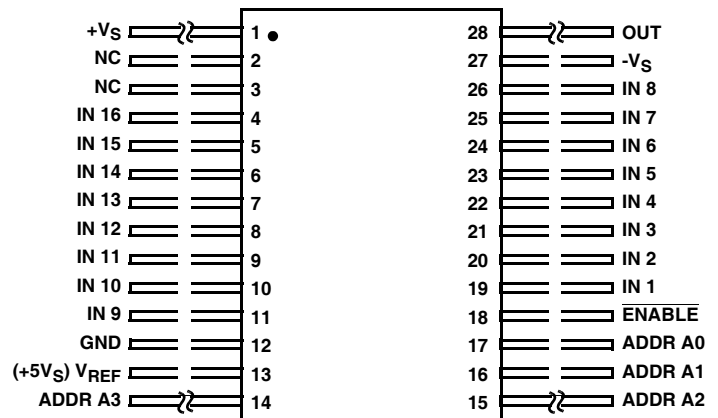 +VS 1 28 OUT
NC 2 27 -VS
NC 3 26 IN 8
IN 16 4 25 IN 7
IN 15 5 24 IN 6
IN 14 6 23 IN 5
IN 13 7 22 IN 4
IN 12 8 21 IN 3
IN 11 9 20 IN 2
IN 10 10 19 IN 1
IN 9 11 18 ENABLE
GND 12 17 ADDR A0
(+5VS) VREF 13 16 ADDR A1
ADDR A3 14 15 ADDR A2